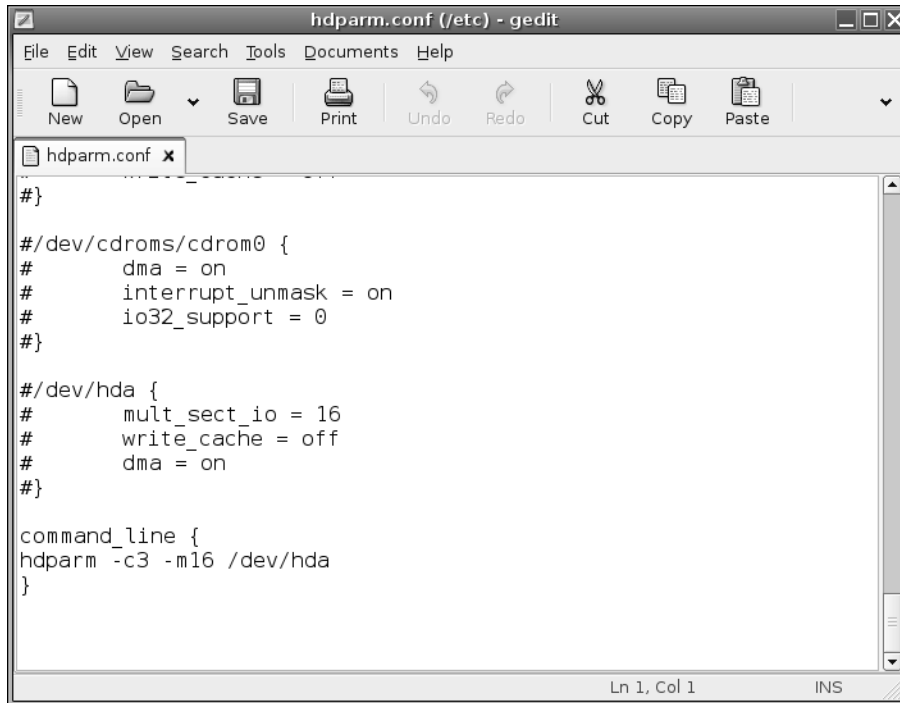 hdparm.conf (/etc) - gedit
File Edit View Search Tools Documents Help
New Open Save Print Undo Redo Cut Copy Paste
hdparm.conf
#}
#/dev/cdroms/cdrom0 {
# dma = on
# interrupt_unmask = on
# io32_support = 0
#}
#/dev/hda {
# mult_sect_io = 16
# write_cache = off
# dma = on
#}
command_line {
hdparm -c3 -m16 /dev/hda
}
Ln 1, Col 1 INS